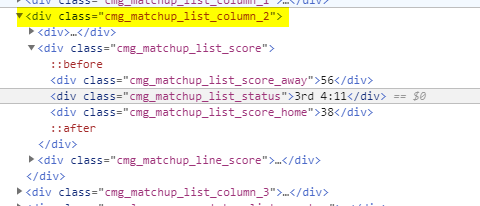 <div class="cmg_matchup_list_column_2">
<div>…</div>
<div class="cmg_matchup_list_score">
::before
<div class="cmg_matchup_list_score_away">56</div>
<div class="cmg_matchup_list_status">3rd 4:11</div> == $0
<div class="cmg_matchup_list_score_home">38</div>
::after
</div>
<div class="cmg_matchup_line_score">…</div>
</div>
<div class="cmg_matchup_list_column_3">…</div>